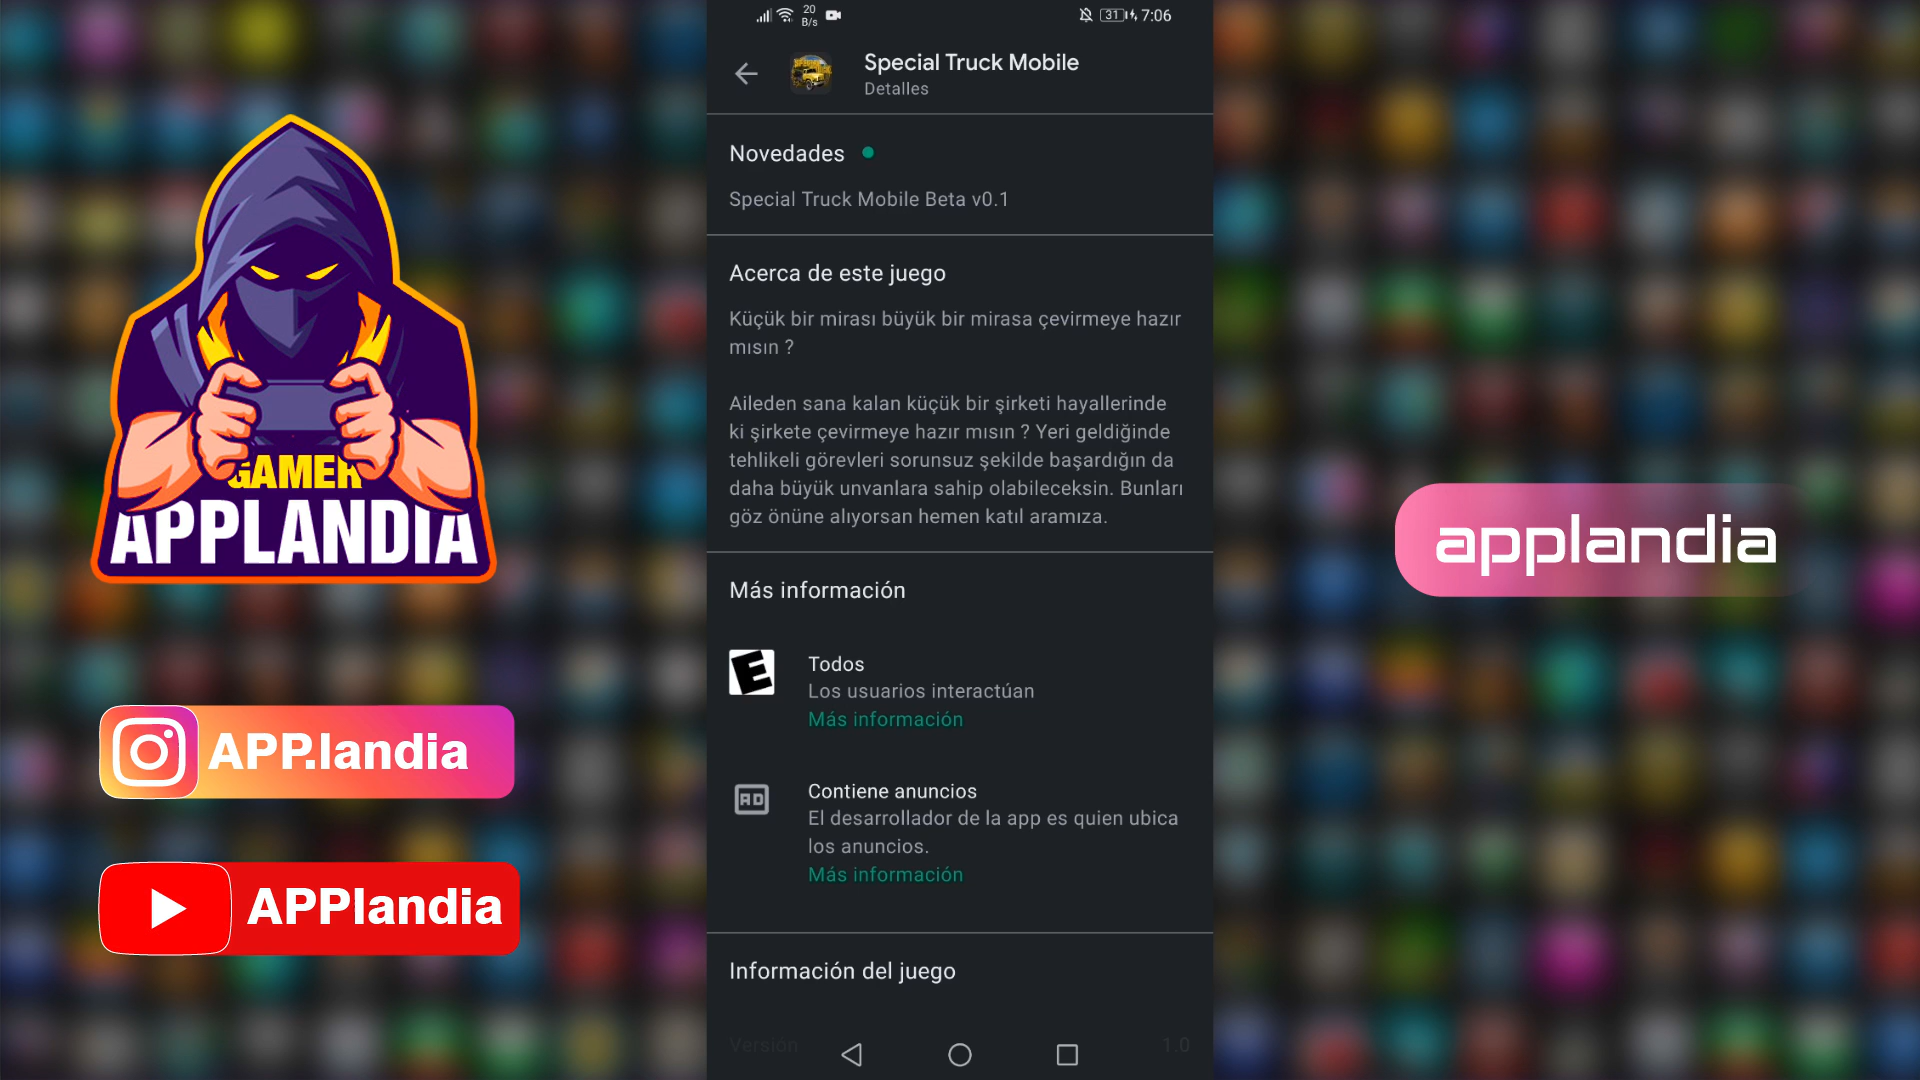 20
B/s
31
7:06
Special Truck Mobile
Detalles
Novedades
Special Truck Mobile Beta v0.1
Acerca de este juego
Küçük bir mirası büyük bir mirasa çevirmeye hazır
mısın ?
Aileden sana kalan küçük bir şirketi hayallerinde
ki şirkete çevirmeye hazır mısın ? Yeri geldiğinde
tehlikeli görevleri sorunsuz şekilde başardığın da
daha büyük unvanlara sahip olabileceksin. Bunları
göz önüne alıyorsan hemen katıl aramıza.
Más información
E
Todos
Los usuarios interactúan
Más información
AD
Contiene anuncios
El desarrollador de la app es quien ubica
los anuncios.
Más información
Información del juego
Versión 1.0
GAMER
APPLANDIA
APP.landia
APPlandia
applandia